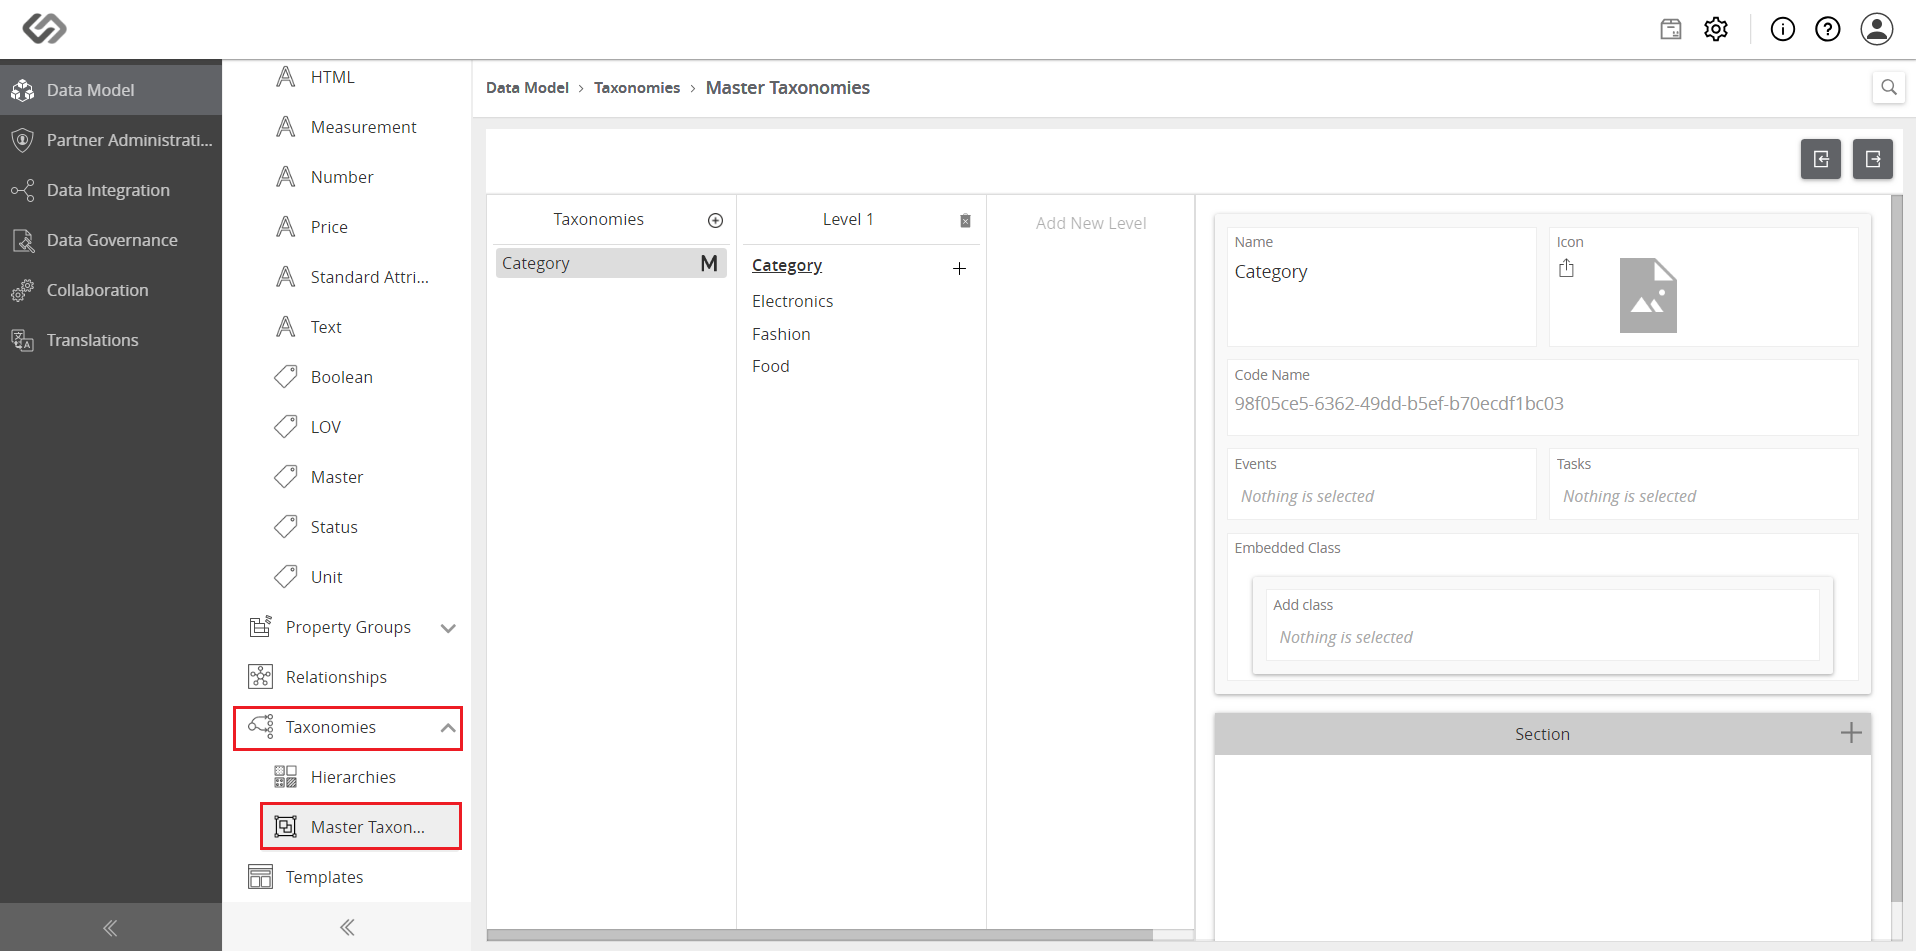 Data Model
Partner Administrati...
Data Integration
Data Governance
Collaboration
Translations
HTML
Measurement
Number
Price
Standard Attri...
Text
Boolean
LOV
Master
Status
Unit
Property Groups
Relationships
Taxonomies
Hierarchies
Master Taxon...
Templates
Data Model › Taxonomies › Master Taxonomies
Taxonomies
Category M
Level 1
Category
Electronics
Fashion
Food
Add New Level
Name
Category
Icon
Code Name
98f05ce5-6362-49dd-b5ef-b70ecdf1bc03
Events
Nothing is selected
Tasks
Nothing is selected
Embedded Class
Add class
Nothing is selected
Section